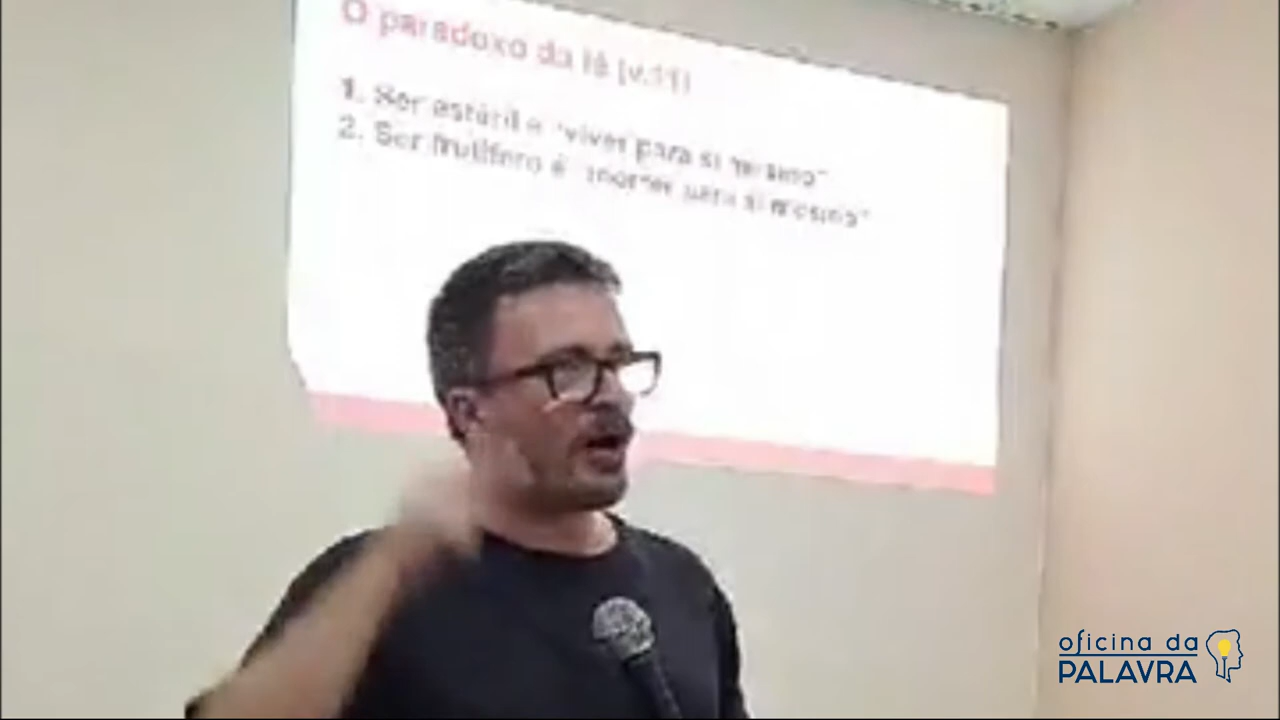 O paradoxo da fé (v.11)
1. Ser estéril é "viver para si mesmo"
2. Ser frutífero é "morrer para si mesmo"
oficina da
PALAVRA